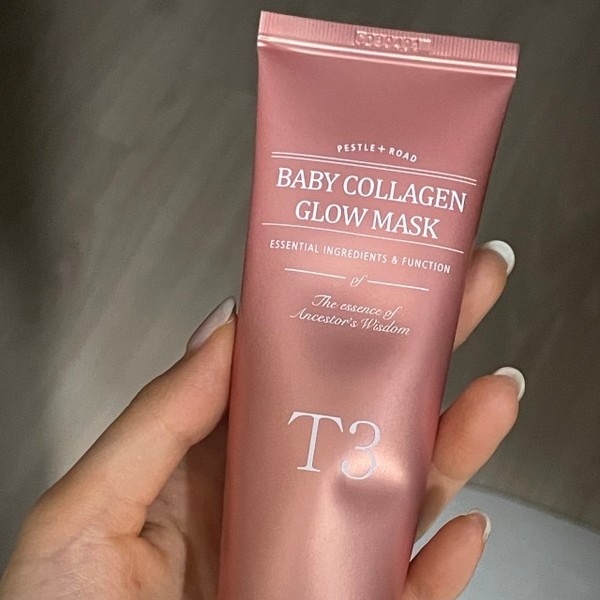 PESTLE+ROAD
BABY COLLAGEN
GLOW MASK
ESSENTIAL INGREDIENTS & FUNCTION
of
The essence of
Ancestor's Wisdom
T3